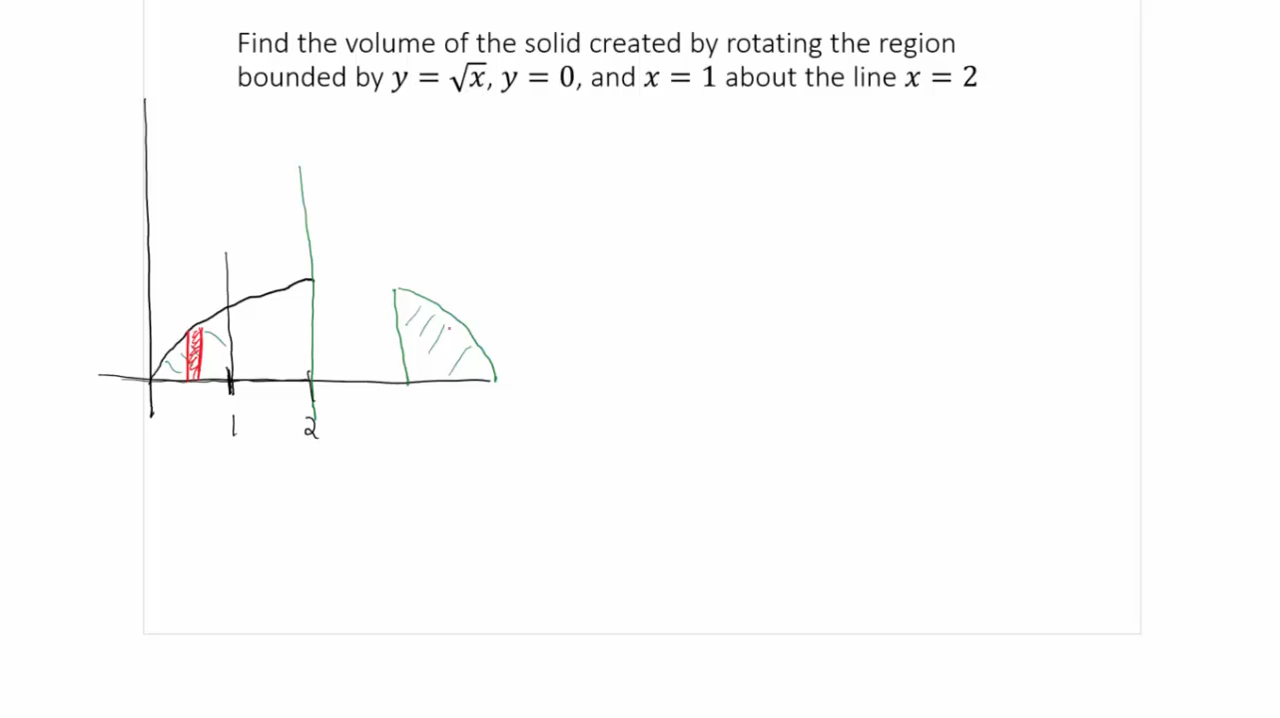 Find the volume of the solid created by rotating the region
bounded by y = √x, y = 0, and x = 1 about the line x = 2
1 2